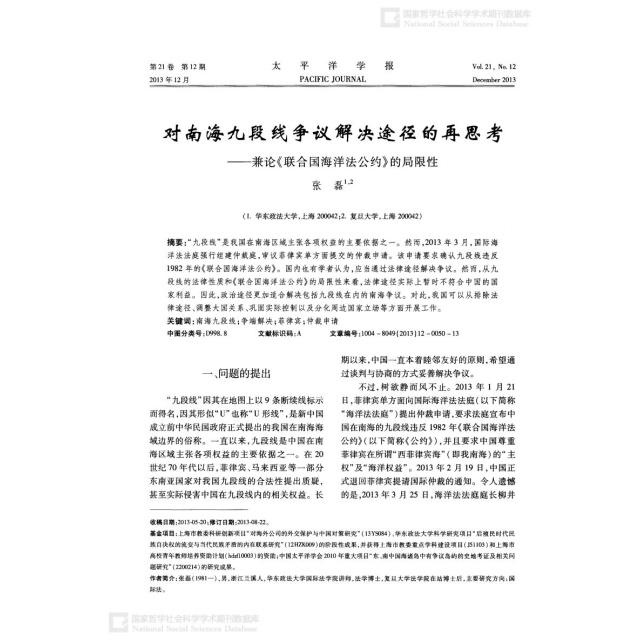 国家哲学社会科学学术期刊数据库
National Social Sciences Database
第21卷 第12期
太平洋学报
Vol. 21, No. 12
2013年12月
PACIFIC JOURNAL
December 2013
对南海九段线争议解决途径的再思考
——兼论《联合国海洋法公约》的局限性
张 磊1,2
(1. 华东政法大学,上海 200042;2. 复旦大学,上海 200042)
摘要:“九段线”是我国在南海区域主张各项权益的主要依据之一。然而,2013年3月,国际海
洋法法庭强行组建仲裁庭,审议菲律宾单方面提交的仲裁申请。该申请要求确认九段线违反
1982年的《联合国海洋法公约》。国内也有学者认为,应当通过法律途径解决争议。然而,从九
段线的法律性质和《联合国海洋法公约》的局限性来看,法律途径实际上暂时不符合中国的国
家利益。因此,政治途径更加适合解决包括九段线在内的南海争议。对此,我国可以从排除法
律途径、调整大国关系、巩固实际控制以及分化周边国家立场等方面开展工作。
关键词:南海九段线;争端解决;菲律宾;仲裁申请
中图分类号:D998.8 文献标识码:A 文章编号:1004-8049(2013)12-0050-13
一、问题的提出
“九段线”因其在地图上以9条断续线标示
而得名,因其形似“U”也称“U形线”,是新中国
成立前中华民国政府正式提出的我国在南海海
域边界的俗称。一直以来,九段线是中国在南
海区域主张各项权益的主要依据之一。在20
世纪70年代以后,菲律宾、马来西亚等一部分
东南亚国家对我国九段线的合法性提出质疑,
甚至实际侵害中国在九段线内的相关权益。长
期以来,中国一直本着睦邻友好的原则,希望通
过谈判与协商的方式妥善解决争议。
不过,树欲静而风不止。2013年1月21
日,菲律宾单方面向国际海洋法法庭(以下简称
“海洋法法庭”)提出仲裁申请,要求法庭宣布中
国在南海的九段线违反1982年《联合国海洋法
公约》(以下简称《公约》),并且要求中国尊重
菲律宾在所谓“西菲律宾海”(即我南海)的“主
权”及“海洋权益”。2013年2月19日,中国正
式退回菲律宾提请国际仲裁的通知。令人遗憾
的是,2013年3月25日,海洋法法庭庭长柳井
收稿日期:2013-05-20;修订日期:2013-08-22。
基金项目:上海市教委科研创新项目“对海外公司的外交保护与中国对策研究”(13YS084)、华东政法大学科学研究项目“后殖民时代民
族自决权的流变与当代民族矛盾的内在联系研究”(12HZK009)的阶段性成果,并获得上海市教委重点学科建设项目(J51103)和上海市
高校青年教师培养资助计划(hdzf10003)的资助;中国太平洋学会2010年重大项目“东、南中国海诸岛中有争议岛屿的史地考证及相关问
题研究”(2200214)的研究成果。
作者简介:张磊(1981—),男,浙江兰溪人,华东政法大学国际法学院讲师,法学博士,复旦大学法学院在站博士后,主要研究方向:国
际法。
国家哲学社会科学学术期刊数据库
National Social Sciences Database